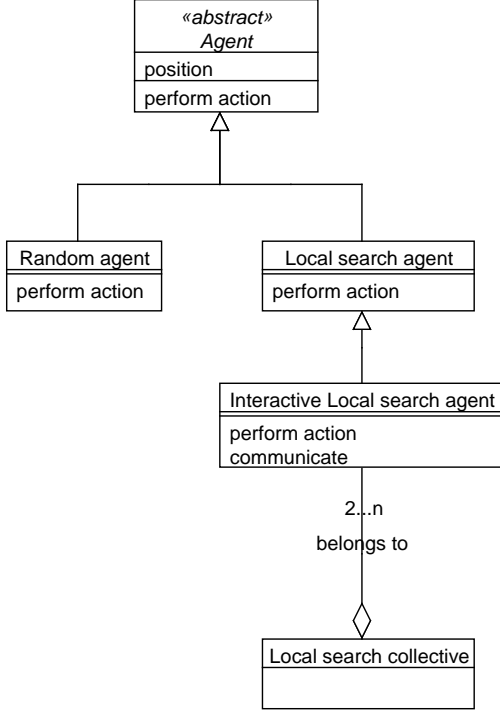 «abstract»
Agent
position
perform action
Random agent
perform action
Local search agent
perform action
Interactive Local search agent
perform action
communicate
2...n
belongs to
Local search collective